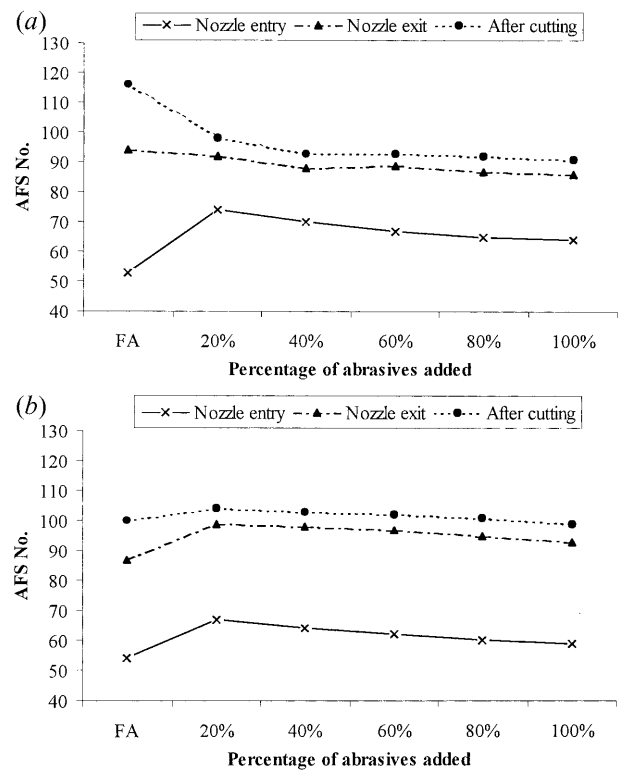 (a)
Nozzle entry Nozzle exit After cutting
130
120
110
100
90
80
70
60
50
40
AFS No.
FA 20% 40% 60% 80% 100%
Percentage of abrasives added
(b)
Nozzle entry Nozzle exit After cutting
130
120
110
100
90
80
70
60
50
40
AFS No.
FA 20% 40% 60% 80% 100%
Percentage of abrasives added